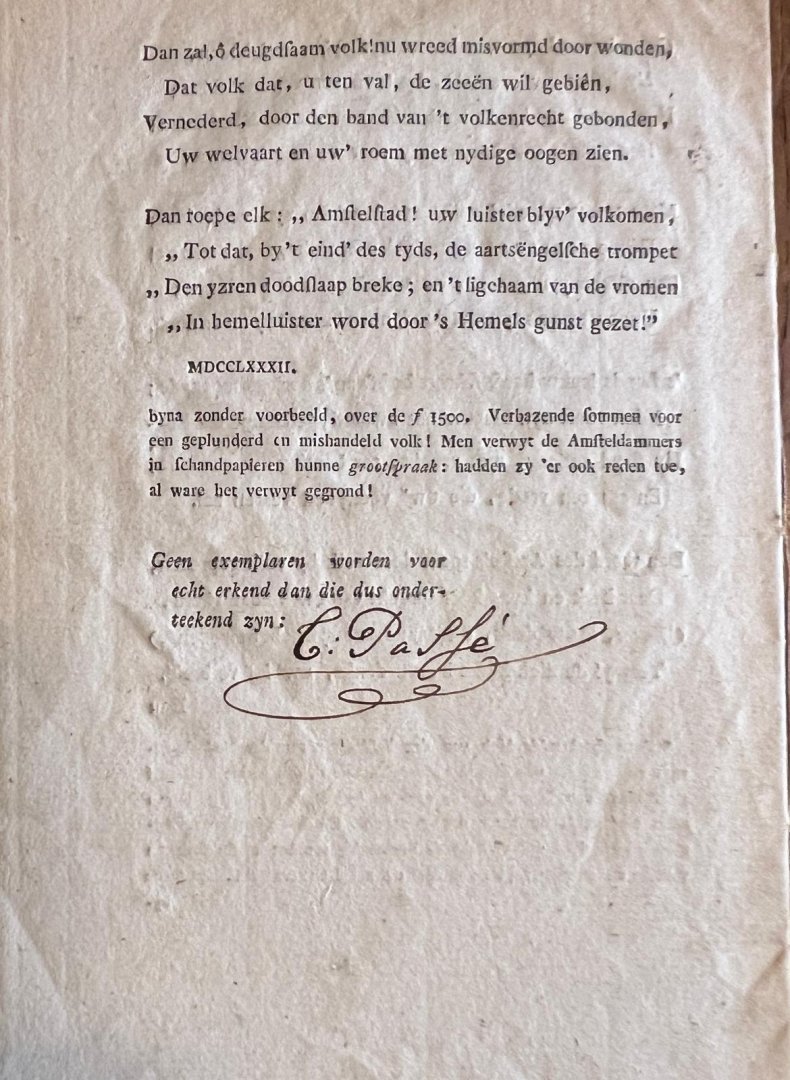 Dan zal, ô deugdſaam volk! nu wreed misvormd door wonden,
Dat volk dat, u ten val, de zeeën wil gebiên,
Vernederd, door den band van 't volkenrecht gebonden,
Uw welvaart en uw' roem met nydige oogen zien.
Dan roepe elk: „ Amſtelſtad! uw luister blyv' volkomen,
„ Tot dat, by 't eind' des tyds, de aartsëngelſche trompet
„ Den yzren doodſlaap breke; en 't ligchaam van de vromen
„ In hemelluister word door 's Hemels gunst gezet!”
MDCCLXXXII.
byna zonder voorbeeld, over de ƒ 1500. Verbazende ſommen voor
een geplunderd en mishandeld volk! Men verwyt de Amſteldammers
in ſchandpapieren hunne grootſpraak: hadden zy 'er ook reden toe,
al ware het verwyt gegrond!
Geen exemplaren worden voor
echt erkend dan die dus onder-
teekend zyn:
C: Paſſé